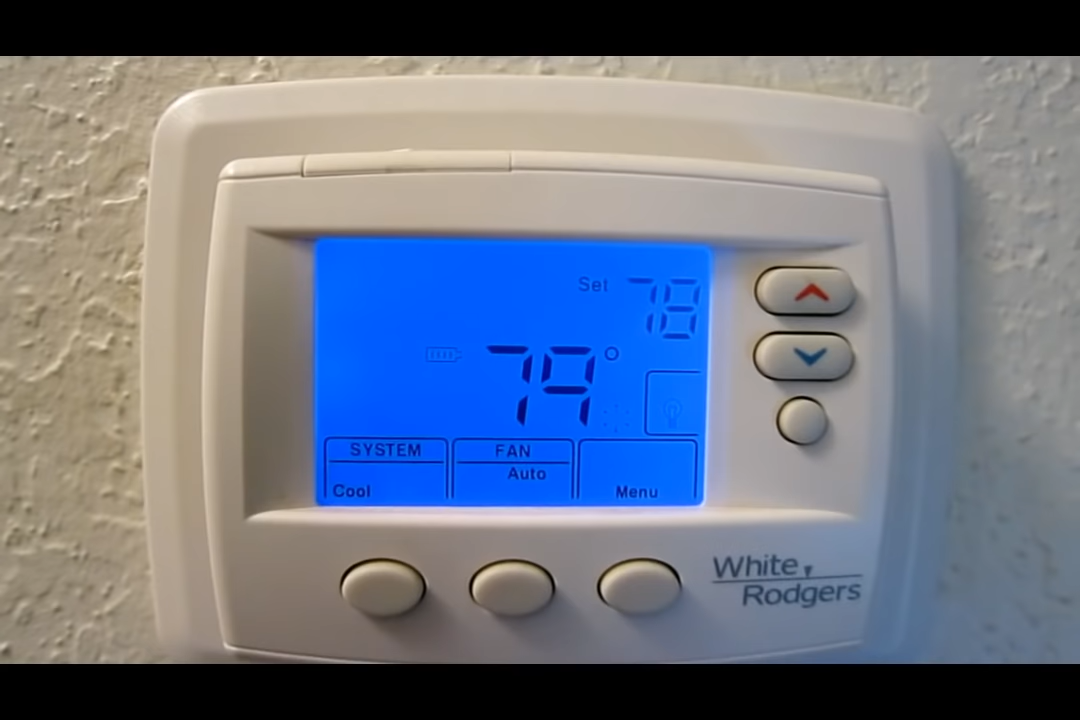 Set 78
79°
SYSTEM
Cool
FAN
Auto
Menu
White
Rodgers